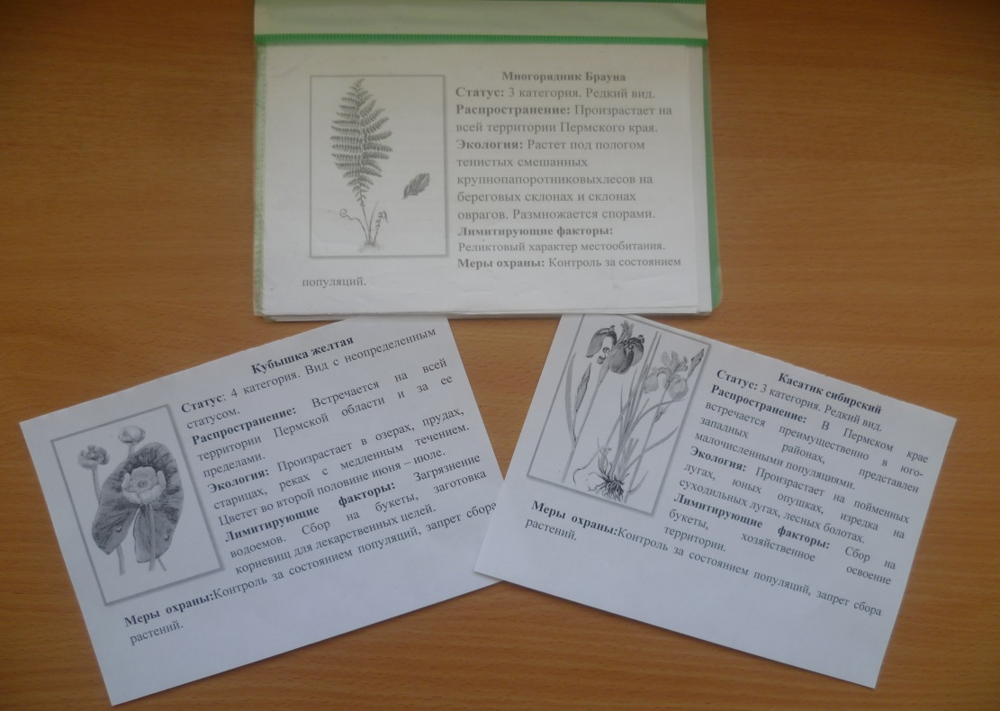 Многорядник Брауна
Статус: 3 категория. Редкий вид.
Распространение: Произрастает на
всей территории Пермского края.
Экология: Растет под пологом
тенистых смешанных
крупнопапоротниковыхлесов на
береговых склонах и склонах
оврагов. Размножается спорами.
Лимитирующие факторы:
Реликтовый характер местообитания.
Меры охраны: Контроль за состоянием
популяций.
Кубышка желтая
Статус: 4 категория. Вид с неопределенным
статусом.
Распространение: Встречается на всей
территории Пермской области и за ее
пределами.
Экология: Произрастает в озерах, прудах,
старицах, реках с медленным течением.
Цветет во второй половине июня – июле.
Лимитирующие факторы: Загрязнение
водоемов. Сбор на букеты, заготовка
корневищ для лекарственных целей.
Меры охраны:Контроль за состоянием популяций, запрет сбора
растений.
Касатик сибирский
Статус: 3 категория. Редкий вид.
Распространение: В Пермском крае
встречается преимущественно в юго-
западных районах, представлен
малочисленными популяциями.
Экология: Произрастает на пойменных
лугах, юных опушках, изредка на
суходильных лугах, лесных болотах.
Лимитирующие факторы: Сбор на
букеты, хозяйственное освоение
территории.
Меры охраны:Контроль за состоянием популяций, запрет сбора
растений.